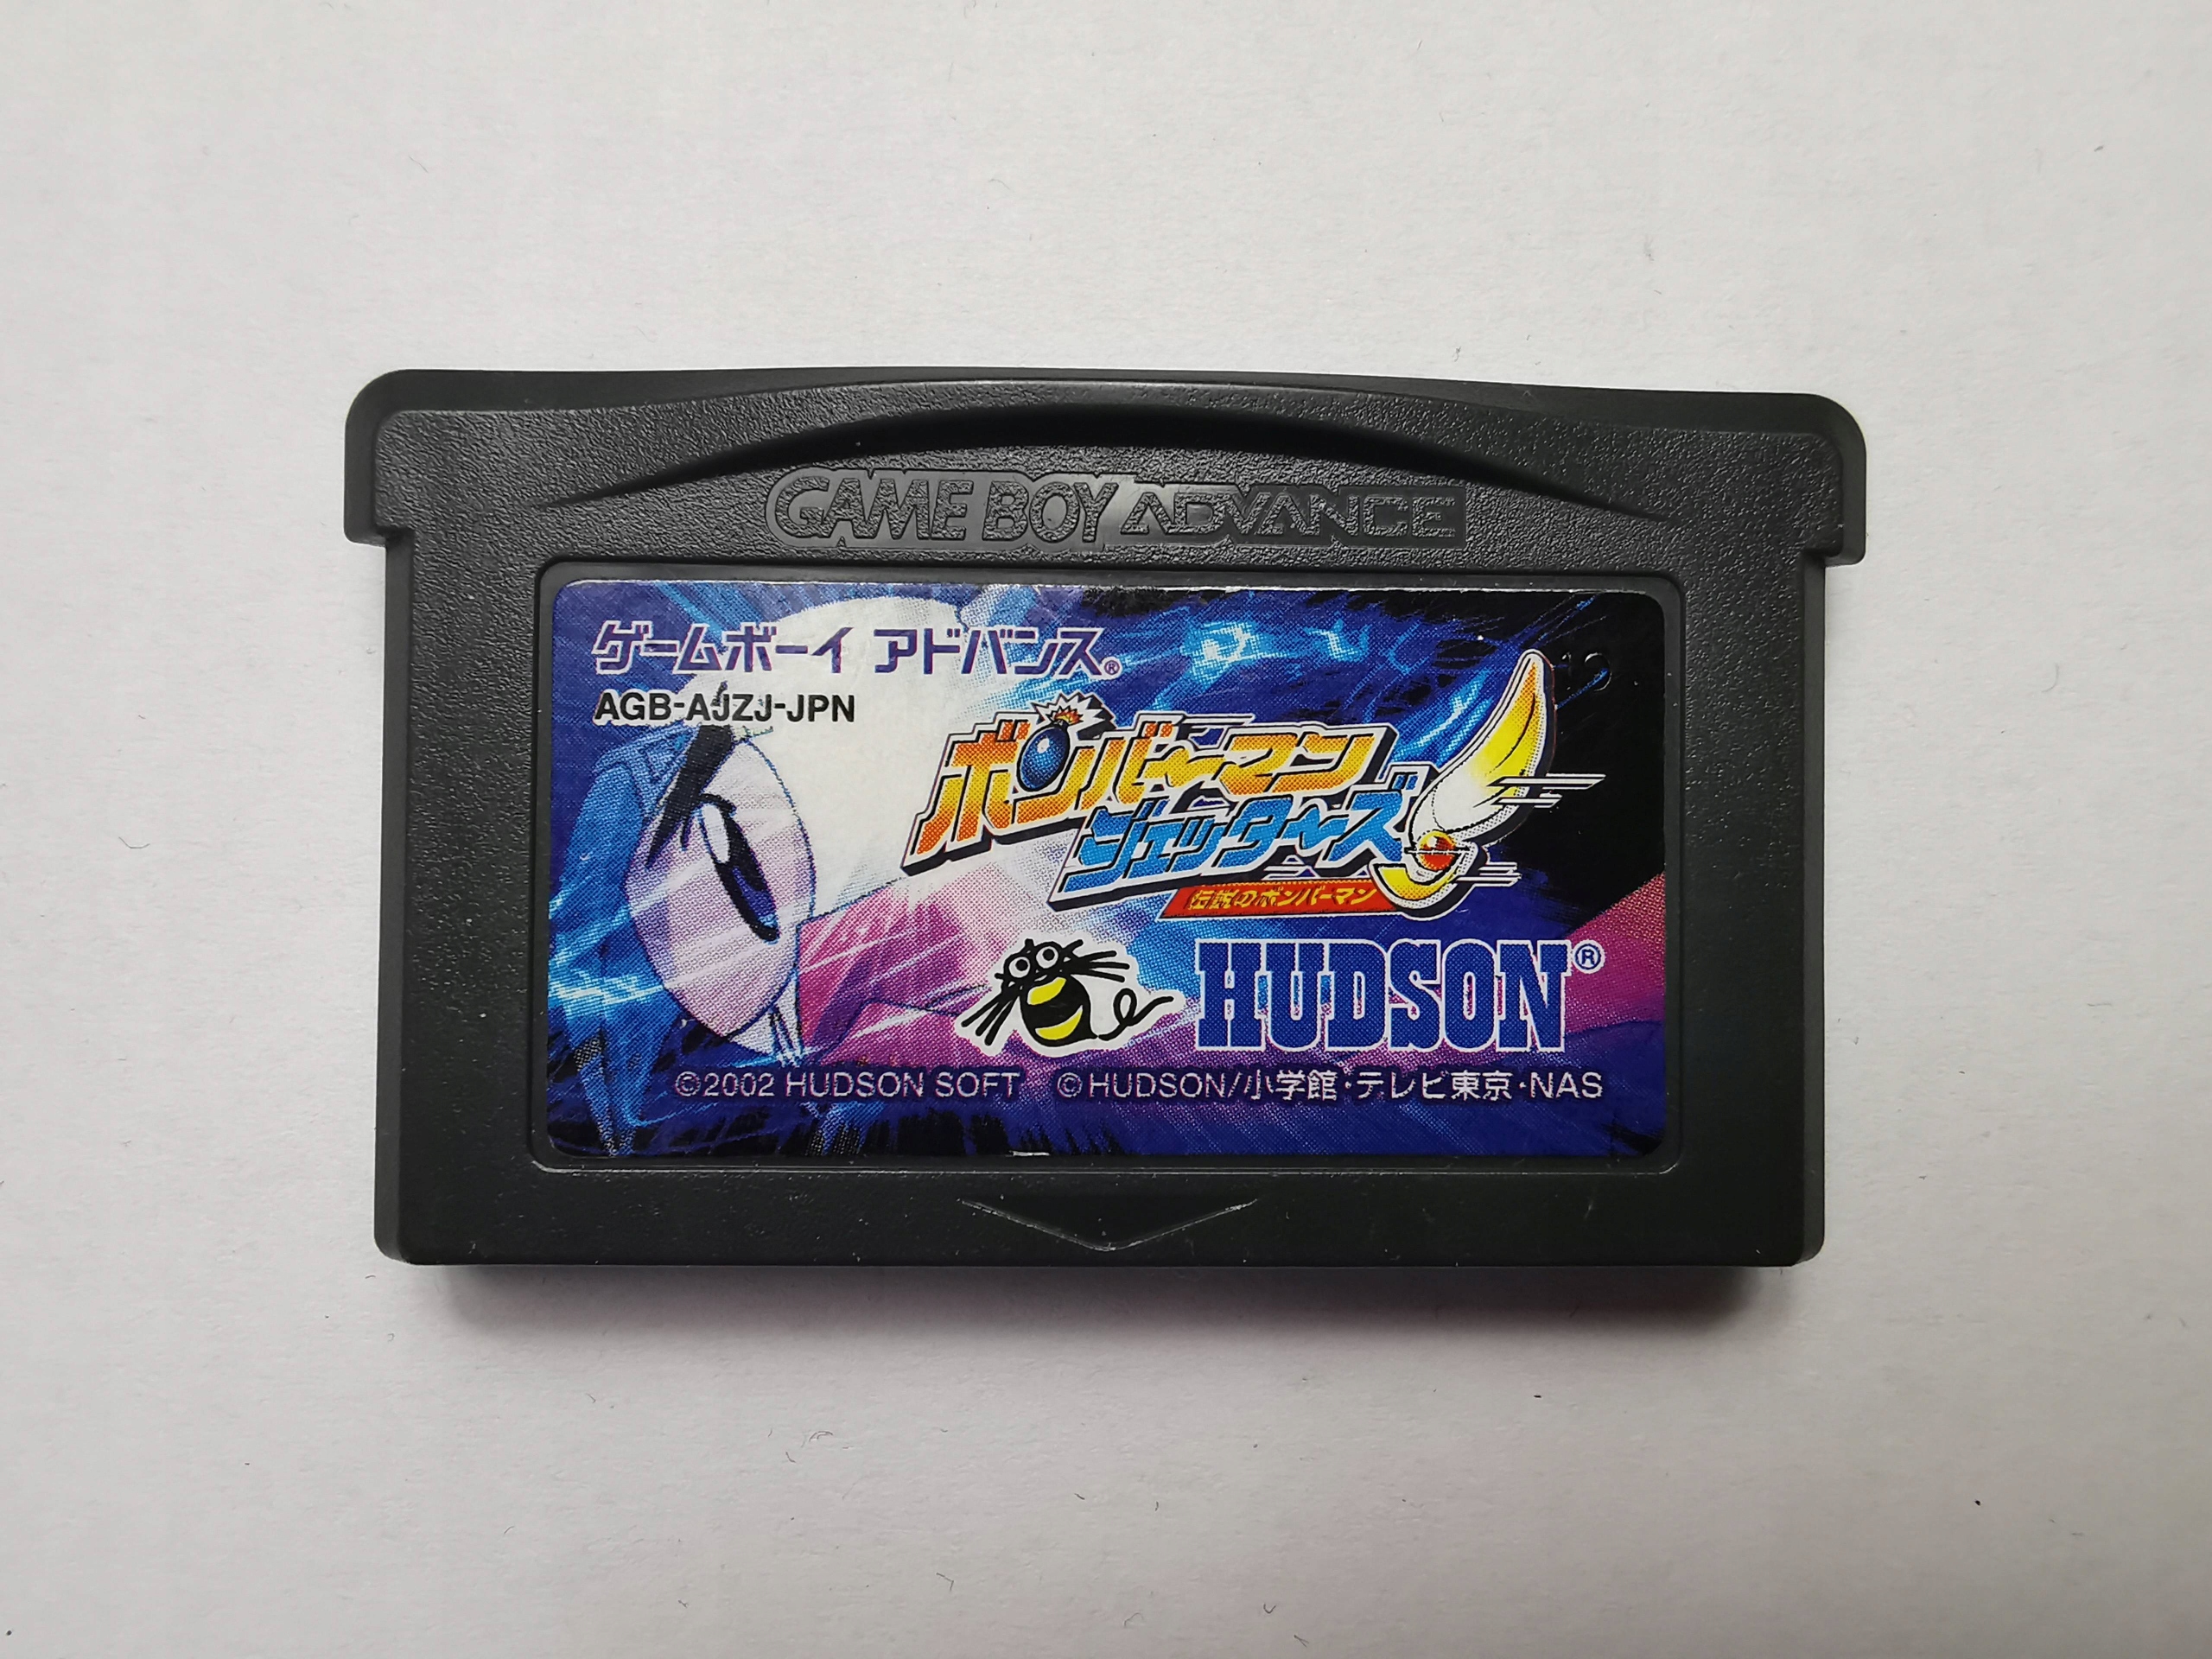 GAME BOY ADVANCE
ゲームボーイ アドバンス®
AGB-AJZJ-JPN
ボンバーマン
ジェッターズ
伝説のボンバーマン
HUDSON®
©2002 HUDSON SOFT ©HUDSON/小学館・テレビ東京・NAS